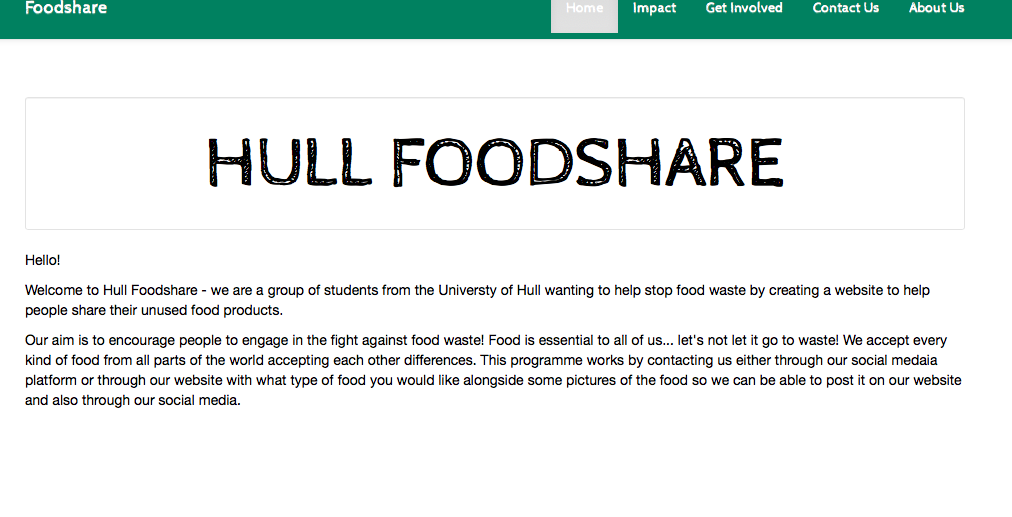 Foodshare Home Impact Get Involved Contact Us About Us
HULL FOODSHARE
Hello!
Welcome to Hull Foodshare - we are a group of students from the Universty of Hull wanting to help stop food waste by creating a website to help
people share their unused food products.
Our aim is to encourage people to engage in the fight against food waste! Food is essential to all of us... let's not let it go to waste! We accept every
kind of food from all parts of the world accepting each other differences. This programme works by contacting us either through our social medaia
platform or through our website with what type of food you would like alongside some pictures of the food so we can be able to post it on our website
and also through our social media.